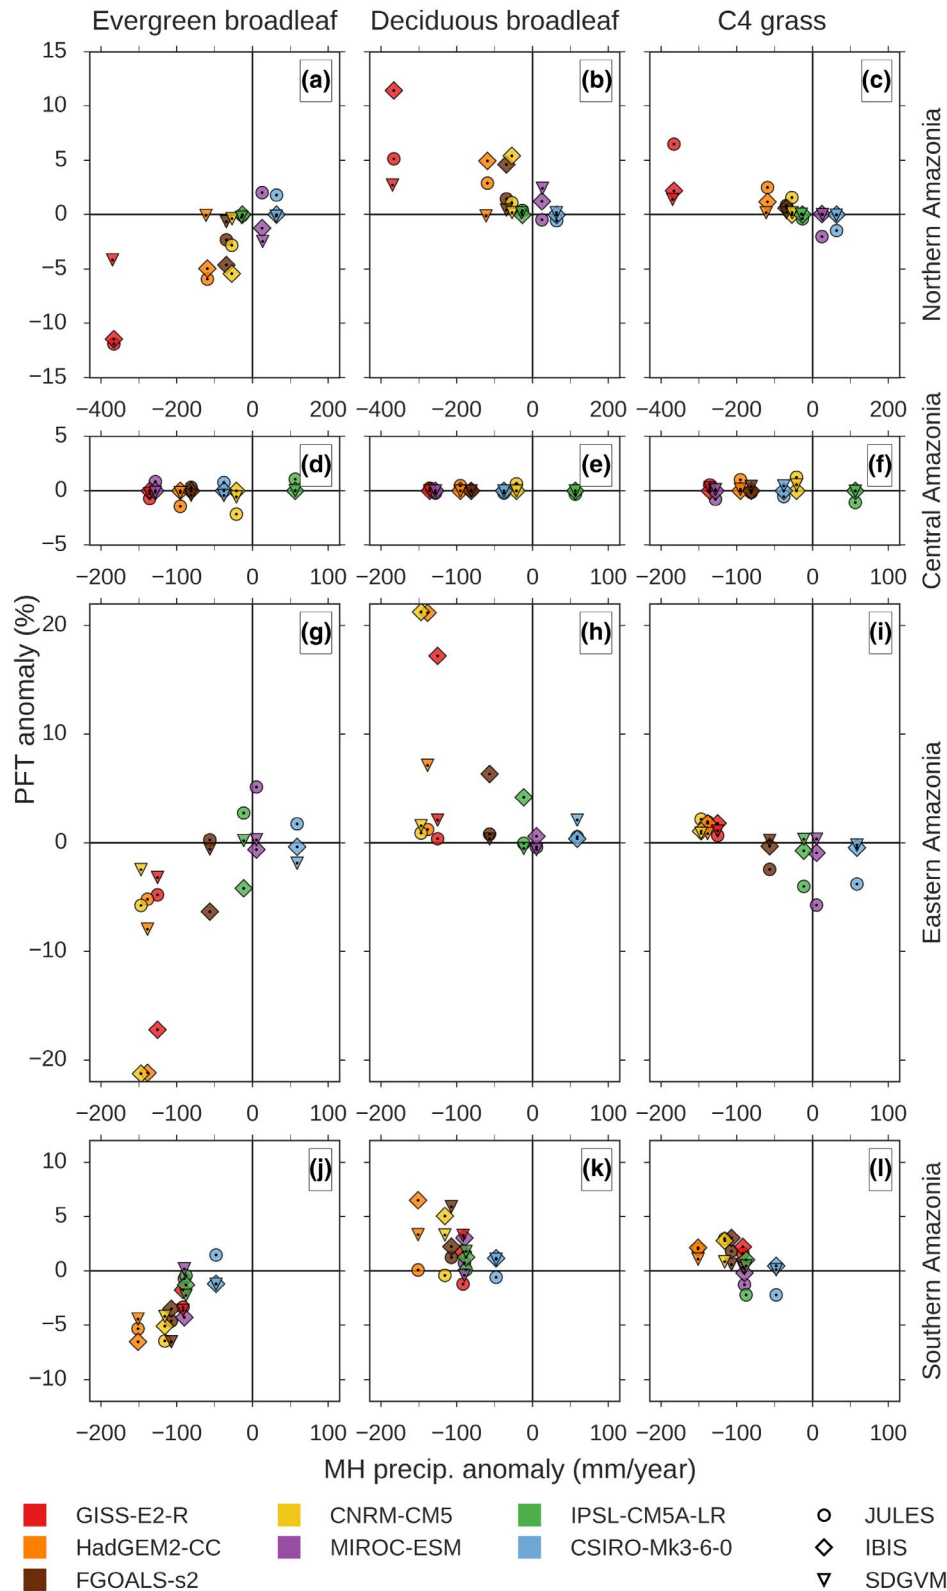 Evergreen broadleaf Deciduous broadleaf C4 grass
15
10
5
0
−5
−10
−15
(a)
(b)
(c)
Northern Amazonia
−400 −200 0 200 −400 −200 0 200 −400 −200 0 200
5
0
−5
(d)
(e)
(f)
Central Amazonia
−200 −100 0 100 −200 −100 0 100 −200 −100 0 100
PFT anomaly (%)
20
10
0
−10
−20
(g)
(h)
(i)
Eastern Amazonia
−200 −100 0 100 −200 −100 0 100 −200 −100 0 100
10
5
0
−5
−10
(j)
(k)
(l)
Southern Amazonia
−200 −100 0 100 −200 −100 0 100 −200 −100 0 100
MH precip. anomaly (mm/year)
GISS-E2-R CNRM-CM5 IPSL-CM5A-LR JULES
HadGEM2-CC MIROC-ESM CSIRO-Mk3-6-0 IBIS
FGOALS-s2 SDGVM